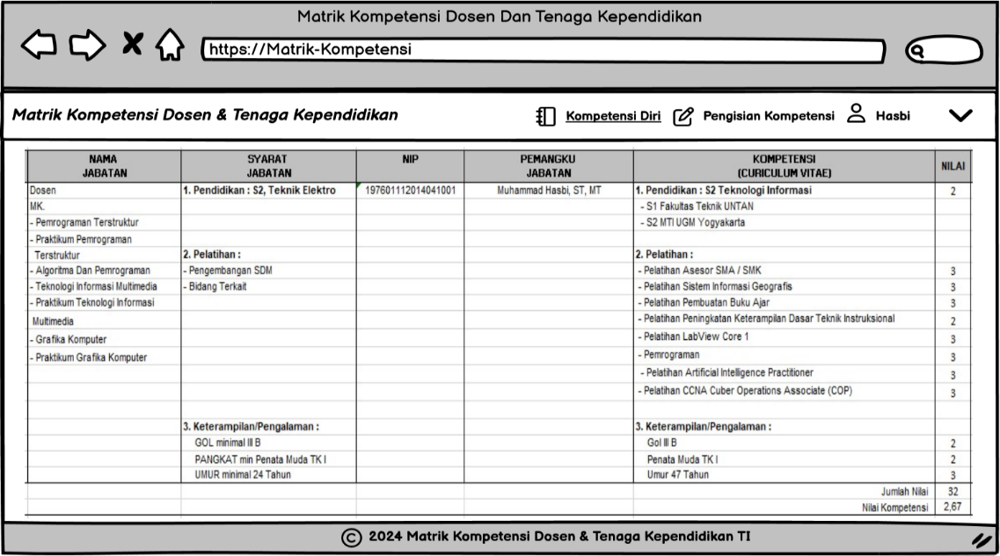 Matrik Kompetensi Dosen Dan Tenaga Kependidikan
https://Matrik-Kompetensi
Matrik Kompetensi Dosen & Tenaga Kependidikan Kompetensi Diri Pengisian Kompetensi Hasbi
NAMA JABATAN SYARAT JABATAN NIP PEMANGKU JABATAN KOMPETENSI (CURICULUM VITAE) NILAI
Dosen 1. Pendidikan : S2, Teknik Elektro 197601112014041001 Muhammad Hasbi, ST, MT 1. Pendidikan : S2 Teknologi Informasi 2
MK. - S1 Fakultas Teknik UNTAN
- Pemrograman Terstruktur - S2 MTI UGM Yogyakarta
- Praktikum Pemrograman
Terstruktur 2. Pelatihan : 2. Pelatihan :
- Algoritma Dan Pemrograman - Pengembangan SDM - Pelatihan Asesor SMA / SMK 3
- Teknologi Informasi Multimedia - Bidang Terkait - Pelatihan Sistem Informasi Geografis 3
- Praktikum Teknologi Informasi - Pelatihan Pembuatan Buku Ajar 3
Multimedia - Pelatihan Peningkatan Keterampilan Dasar Teknik Instruksional 2
- Grafika Komputer - Pelatihan LabView Core 1 3
- Praktikum Grafika Komputer - Pemrograman 3
- Pelatihan Artificial Intelligence Practitioner 3
- Pelatihan CCNA Cuber Operations Associate (COP) 3
3. Keterampilan/Pengalaman : 3. Keterampilan/Pengalaman :
GOL minimal III B Gol III B 2
PANGKAT min Penata Muda TK I Penata Muda TK I 2
UMUR minimal 24 Tahun Umur 47 Tahun 3
Jumlah Nilai 32
Nilai Kompetensi 2,67
© 2024 Matrik Kompetensi Dosen & Tenaga Kependidikan TI